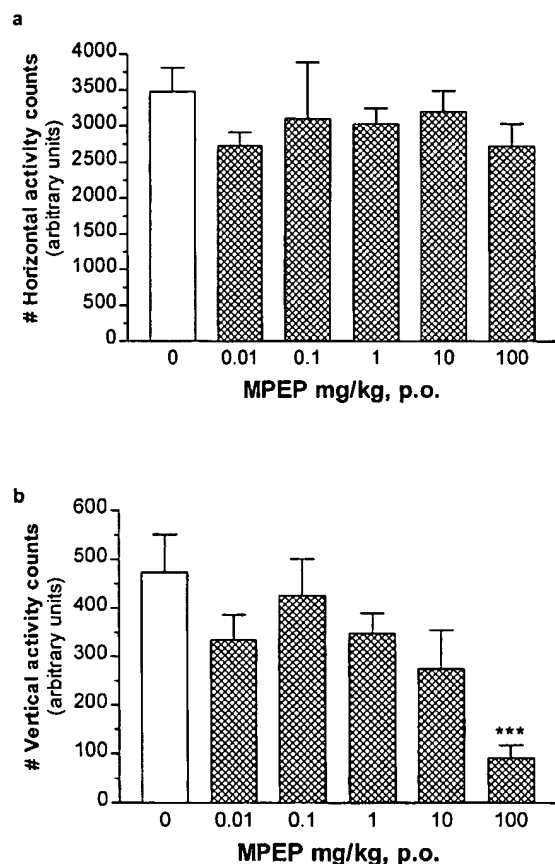 a
# Horizontal activity counts
(arbitrary units)
4000
3500
3000
2500
2000
1500
1000
500
0
0 0.01 0.1 1 10 100
MPEP mg/kg, p.o.
b
# Vertical activity counts
(arbitrary units)
600
500
400
300
200
100
0
***
0 0.01 0.1 1 10 100
MPEP mg/kg, p.o.